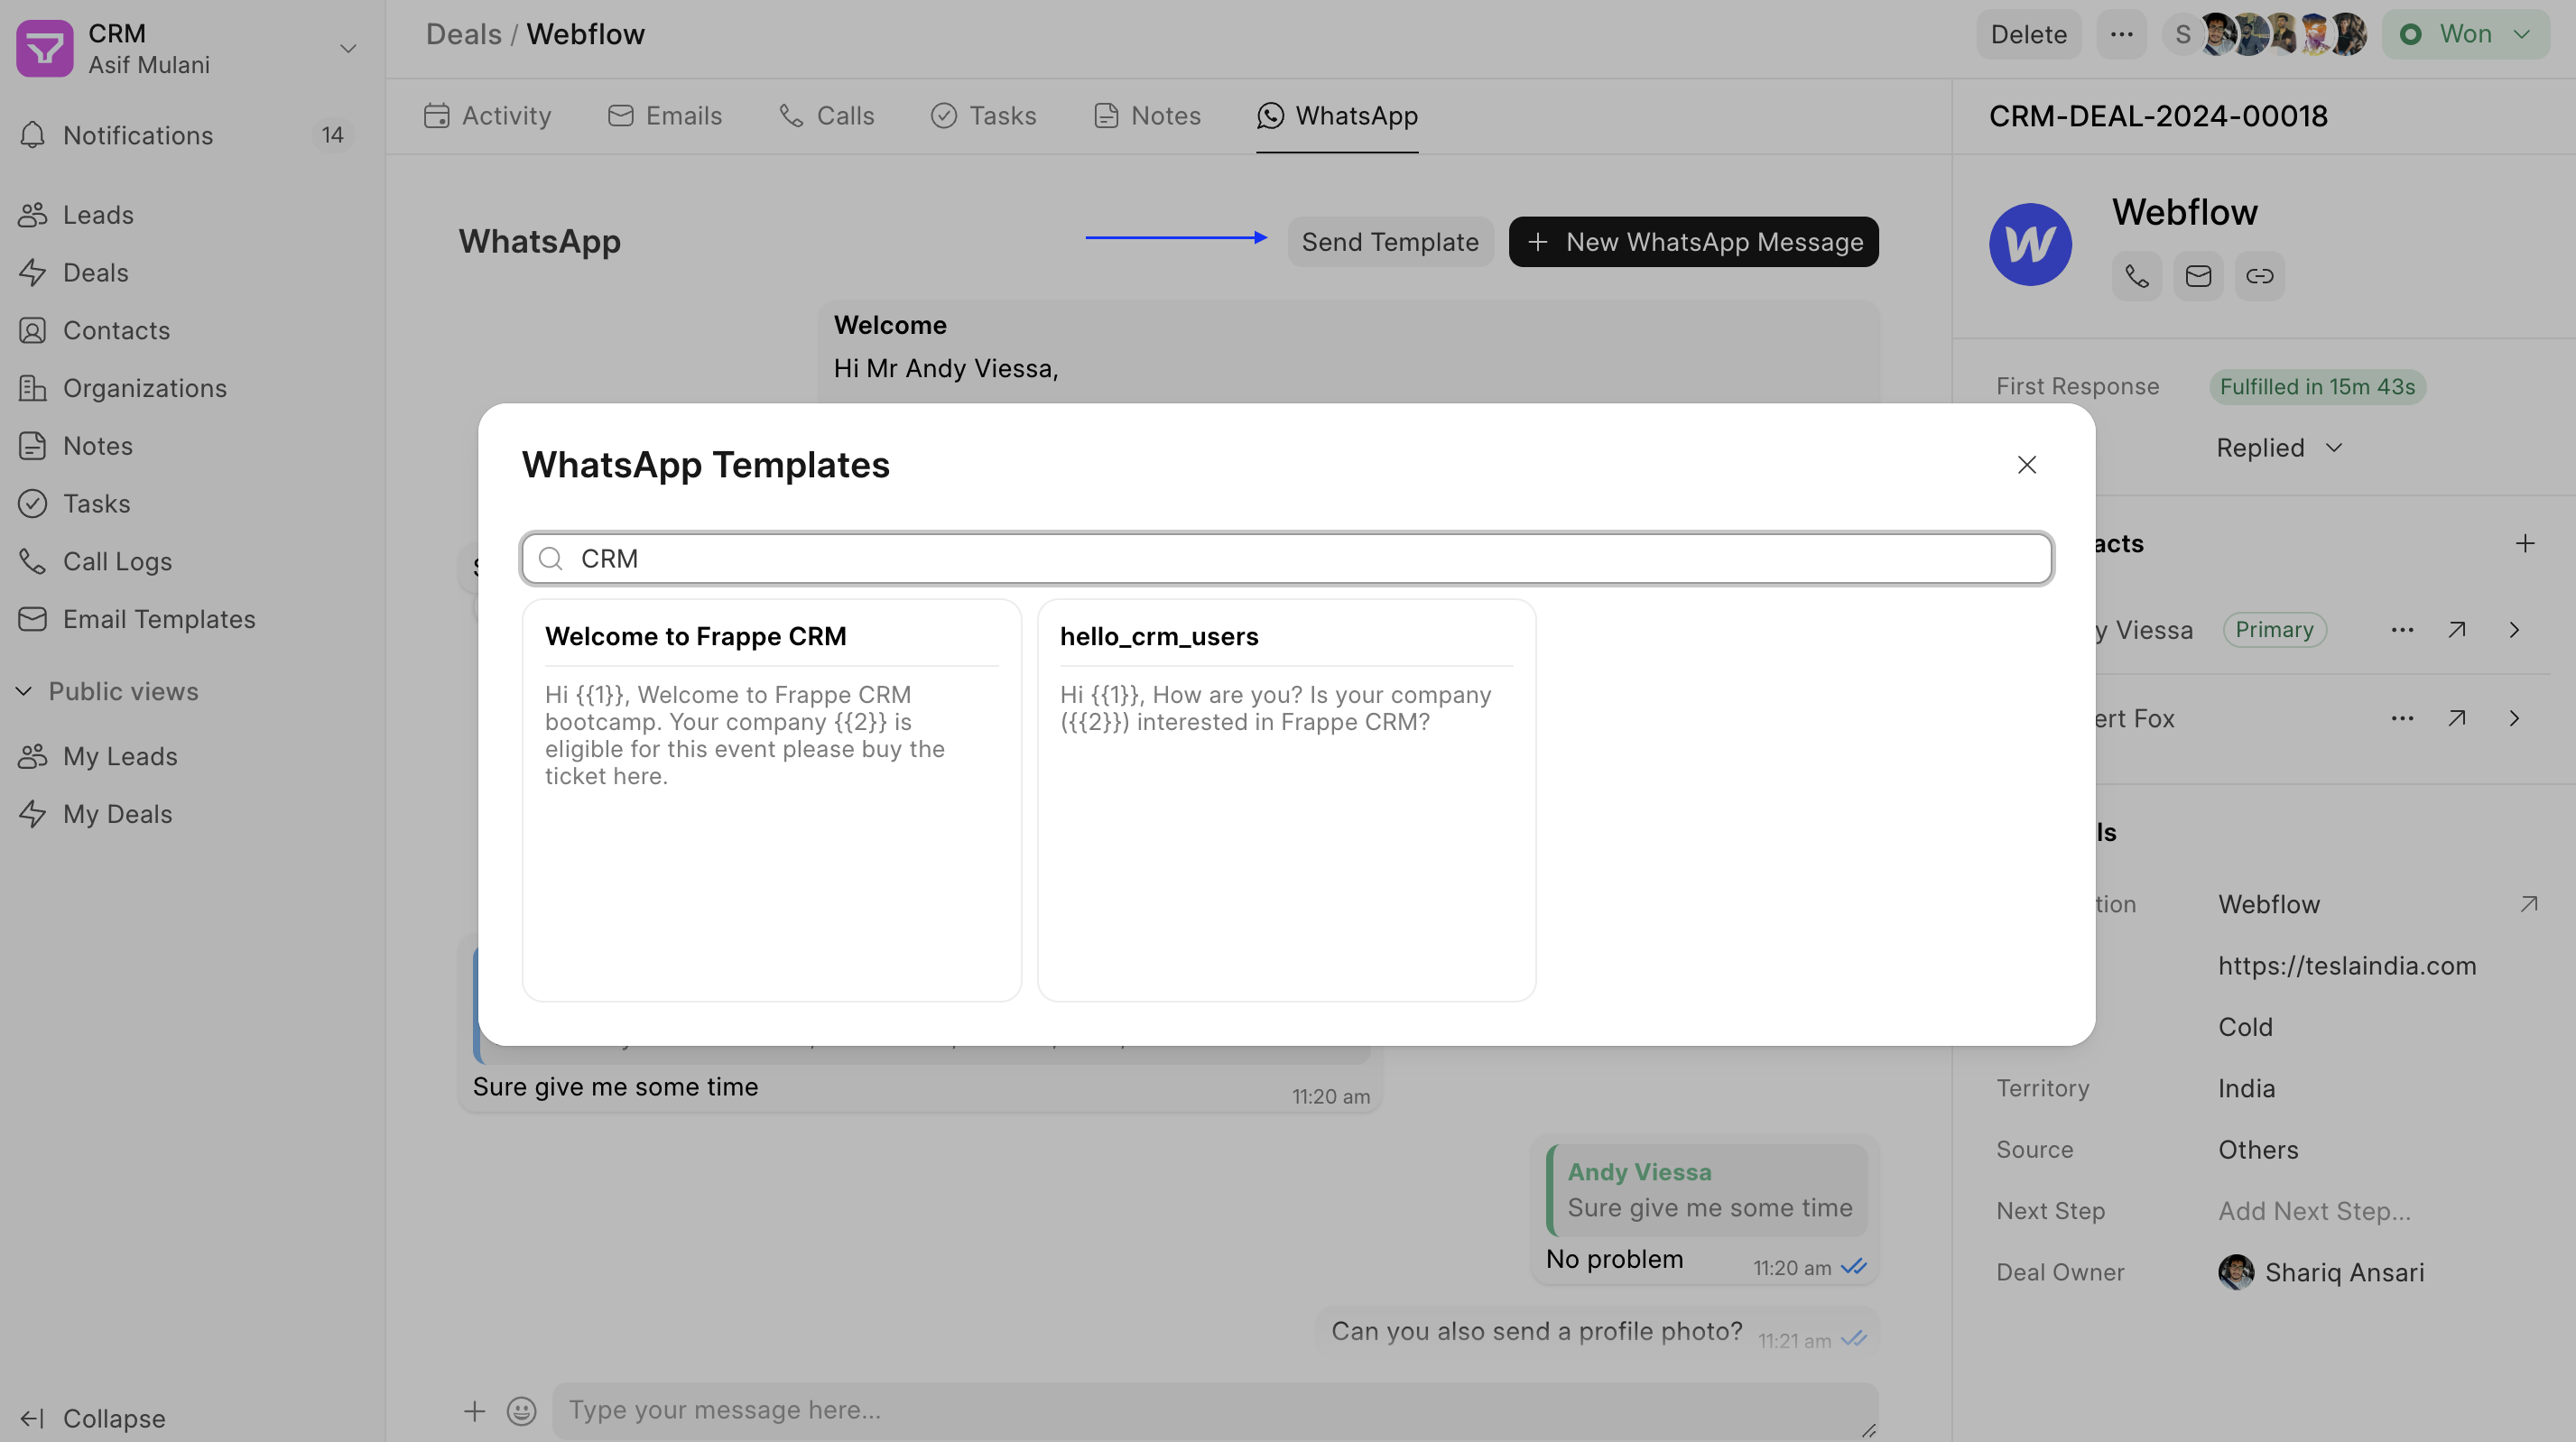 CRM
Asif Mulani
Notifications
14
Leads
Deals
Contacts
Organizations
Notes
Tasks
Call Logs
Email Templates
Public views
My Leads
My Deals
Collapse
Deals / Webflow
Delete
S
Won
Activity
Emails
Calls
Tasks
Notes
WhatsApp
WhatsApp
Send Template
New WhatsApp Message
Welcome
Hi Mr Andy Viessa,
WhatsApp Templates
CRM
Welcome to Frappe CRM
Hi {{1}}, Welcome to Frappe CRM
bootcamp. Your company {{2}} is
eligible for this event please buy the
ticket here.
hello_crm_users
Hi {{1}}, How are you? Is your company
({{2}}) interested in Frappe CRM?
Sure give me some time
11:20 am
Andy Viessa
Sure give me some time
No problem
11:20 am
Can you also send a profile photo?
11:21 am
Type your message here...
CRM-DEAL-2024-00018
Webflow
W
First Response
Fulfilled in 15m 43s
Replied
acts
y Viessa
Primary
ert Fox
ls
tion
Webflow
https://teslaindia.com
Cold
Territory
India
Source
Others
Next Step
Add Next Step...
Deal Owner
Shariq Ansari